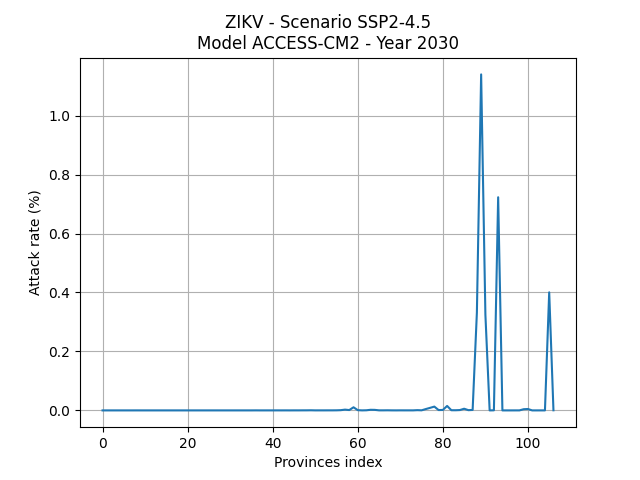 ZIKV - Scenario SSP2-4.5
Model ACCESS-CM2 - Year 2030
1.0
0.8
0.6
0.4
0.2
0.0
Attack rate (%)
0 20 40 60 80 100
Provinces index